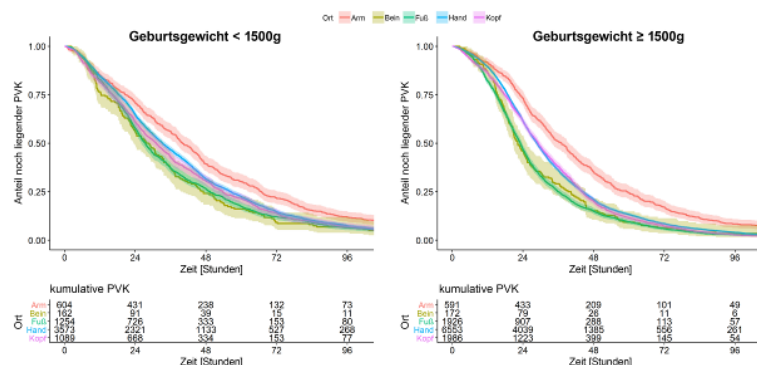 Ort Arm Bein Fuß Hand Kopf
Geburtsgewicht < 1500g
Anteil noch liegender PVK
1.00
0.75
0.50
0.25
0.00
0 24 48 72 96
Zeit [Stunden]
kumulative PVK
Ort
Arm 604 431 238 132 73
Bein 162 91 39 15 11
Fuß 1254 726 333 153 80
Hand 3573 2321 1133 527 268
Kopf 1089 668 334 153 77
0 24 48 72 96
Zeit [Stunden]
Geburtsgewicht ≥ 1500g
Anteil noch liegender PVK
1.00
0.75
0.50
0.25
0.00
0 24 48 72 96
Zeit [Stunden]
kumulative PVK
Ort
Arm 591 433 209 101 49
Bein 172 79 26 11 6
Fuß 1926 907 288 113 57
Hand 6553 4039 1385 556 261
Kopf 1986 1223 399 145 54
0 24 48 72 96
Zeit [Stunden]